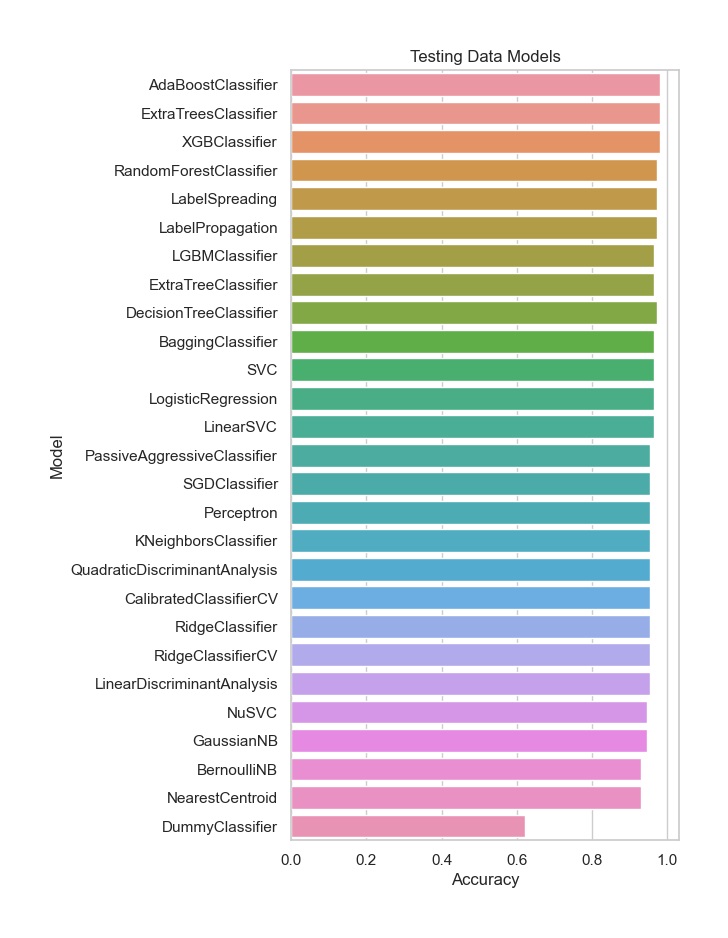 Testing Data Models
AdaBoostClassifier
ExtraTreesClassifier
XGBClassifier
RandomForestClassifier
LabelSpreading
LabelPropagation
LGBMClassifier
ExtraTreeClassifier
DecisionTreeClassifier
BaggingClassifier
SVC
LogisticRegression
LinearSVC
PassiveAggressiveClassifier
SGDClassifier
Perceptron
KNeighborsClassifier
QuadraticDiscriminantAnalysis
CalibratedClassifierCV
RidgeClassifier
RidgeClassifierCV
LinearDiscriminantAnalysis
NuSVC
GaussianNB
BernoulliNB
NearestCentroid
DummyClassifier
Model
0.0 0.2 0.4 0.6 0.8 1.0
Accuracy